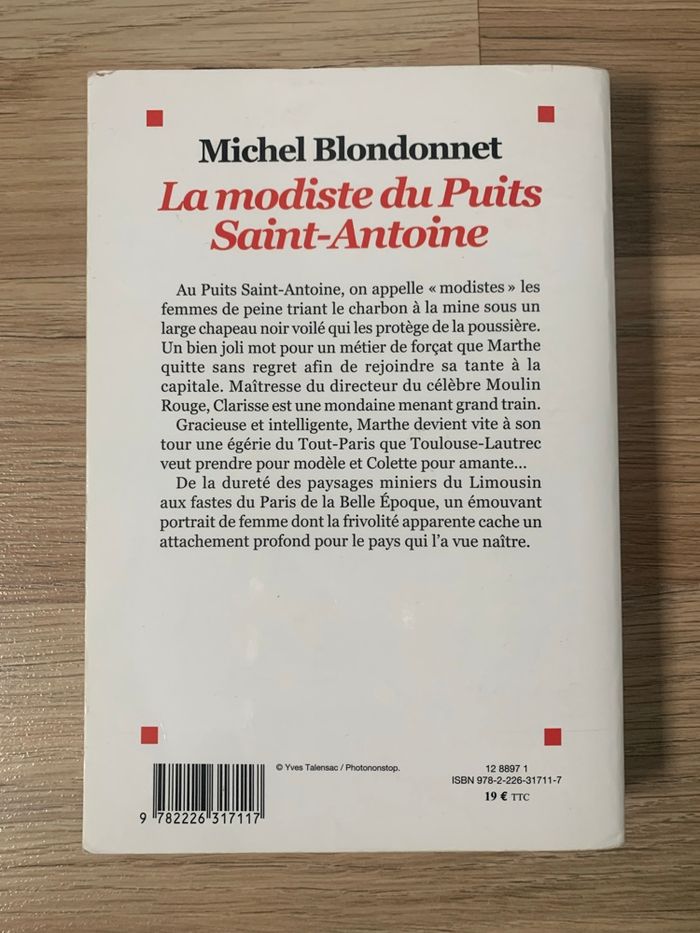 Michel Blondonnet
La modiste du Puits
Saint-Antoine
Au Puits Saint-Antoine, on appelle « modistes » les
femmes de peine triant le charbon à la mine sous un
large chapeau noir voilé qui les protège de la poussière.
Un bien joli mot pour un métier de forçat que Marthe
quitte sans regret afin de rejoindre sa tante à la
capitale. Maîtresse du directeur du célèbre Moulin
Rouge, Clarisse est une mondaine menant grand train.
Gracieuse et intelligente, Marthe devient vite à son
tour une égérie du Tout-Paris que Toulouse-Lautrec
veut prendre pour modèle et Colette pour amante...
De la dureté des paysages miniers du Limousin
aux fastes du Paris de la Belle Époque, un émouvant
portrait de femme dont la frivolité apparente cache un
attachement profond pour le pays qui l'a vue naître.
© Yves Talensac / Photononstop.
12 8897 1
ISBN 978-2-226-31711-7
19 € TTC
9 782226 317117